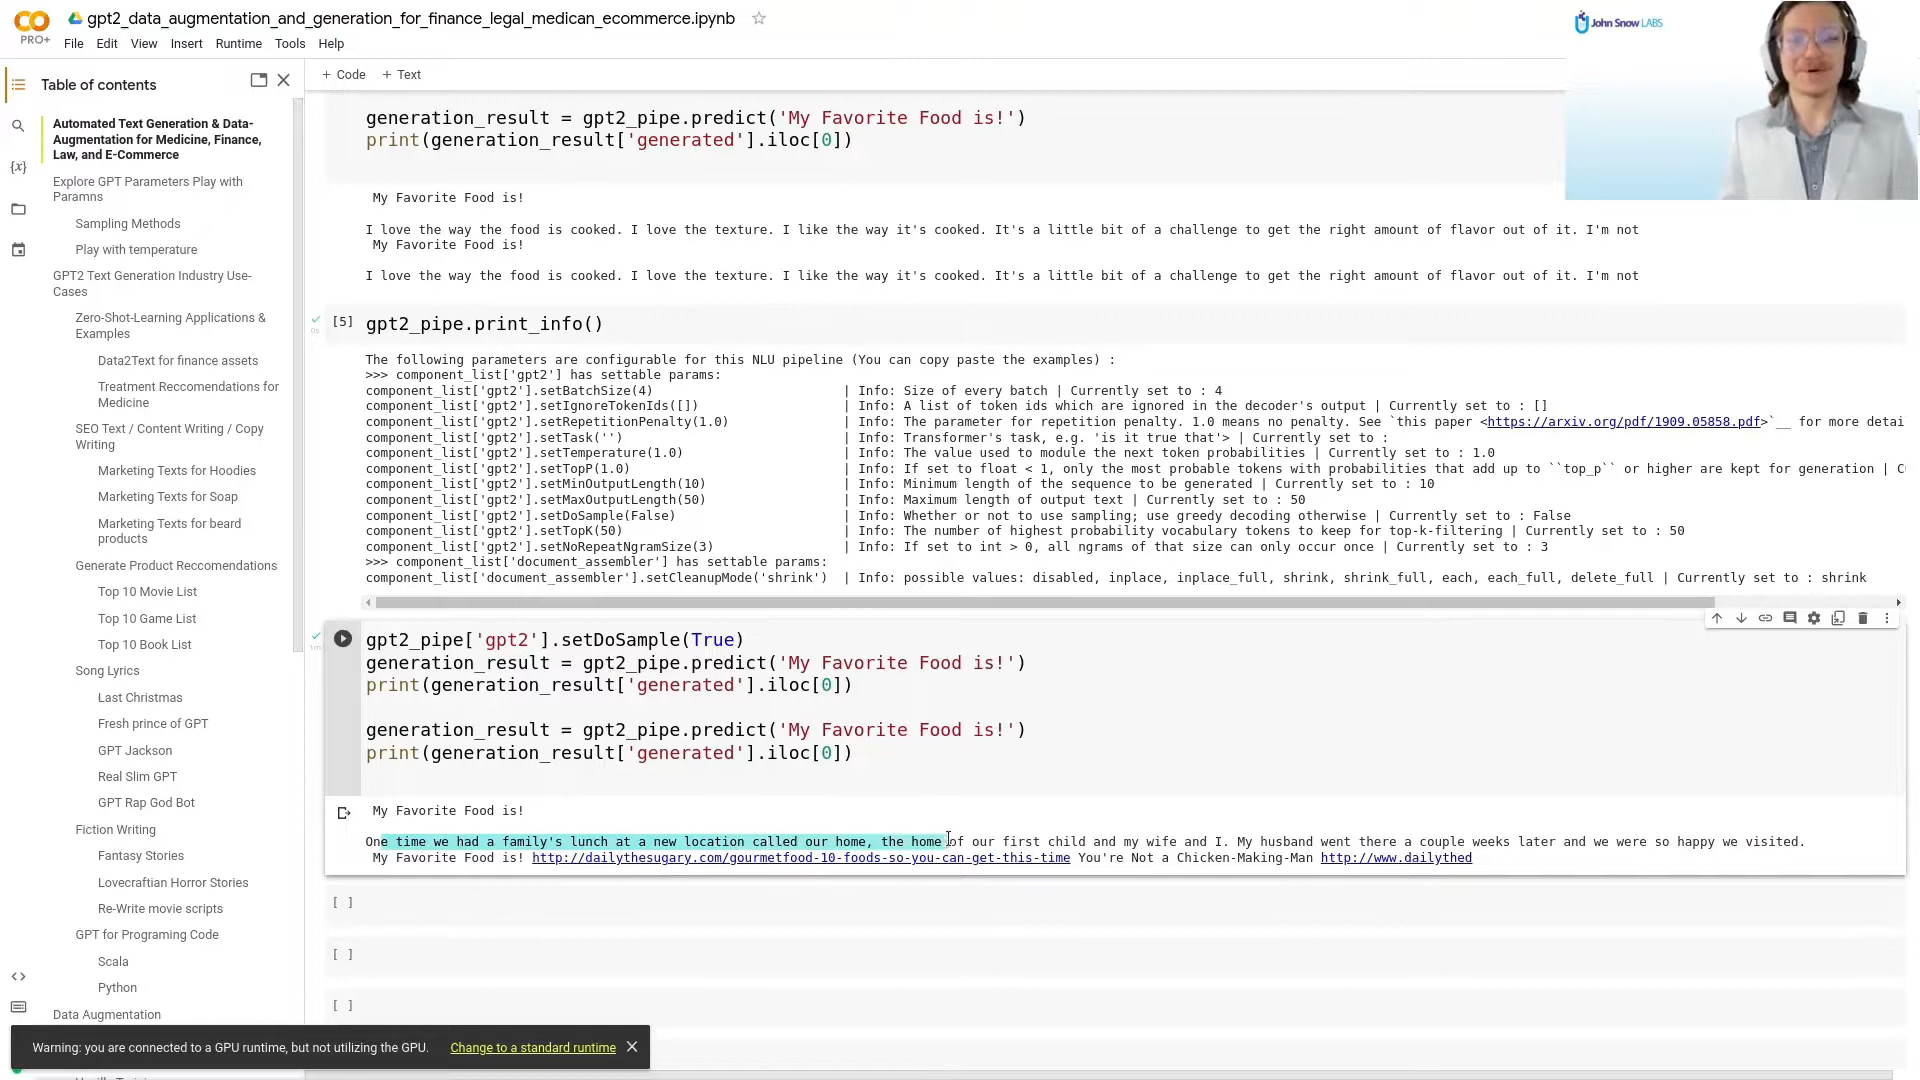 gpt2_data_augmentation_and_generation_for_finance_legal_medican_ecommerce.ipynb
PRO+
File Edit View Insert Runtime Tools Help
John Snow LABS
Table of contents
Automated Text Generation & Data-
Augmentation for Medicine, Finance,
Law, and E-Commerce
Explore GPT Parameters Play with
Paramns
Sampling Methods
Play with temperature
GPT2 Text Generation Industry Use-
Cases
Zero-Shot-Learning Applications &
Examples
Data2Text for finance assets
Treatment Reccomendations for
Medicine
SEO Text / Content Writing / Copy
Writing
Marketing Texts for Hoodies
Marketing Texts for Soap
Marketing Texts for beard
products
Generate Product Reccomendations
Top 10 Movie List
Top 10 Game List
Top 10 Book List
Song Lyrics
Last Christmas
Fresh prince of GPT
GPT Jackson
Real Slim GPT
GPT Rap God Bot
Fiction Writing
Fantasy Stories
Lovecraftian Horror Stories
Re-Write movie scripts
GPT for Programing Code
Scala
Python
Data Augmentation
+ Code + Text
generation_result = gpt2_pipe.predict('My Favorite Food is!')
print(generation_result['generated'].iloc[0])
My Favorite Food is!
I love the way the food is cooked. I love the texture. I like the way it's cooked. It's a little bit of a challenge to get the right amount of flavor out of it. I'm not
My Favorite Food is!
I love the way the food is cooked. I love the texture. I like the way it's cooked. It's a little bit of a challenge to get the right amount of flavor out of it. I'm not
[5] gpt2_pipe.print_info()
0s
The following parameters are configurable for this NLU pipeline (You can copy paste the examples) :
>>> component_list['gpt2'] has settable params:
component_list['gpt2'].setBatchSize(4) | Info: Size of every batch | Currently set to : 4
component_list['gpt2'].setIgnoreTokenIds([]) | Info: A list of token ids which are ignored in the decoder's output | Currently set to : []
component_list['gpt2'].setRepetitionPenalty(1.0) | Info: The parameter for repetition penalty. 1.0 means no penalty. See `this paper <https://arxiv.org/pdf/1909.05858.pdf>`__ for more detai
component_list['gpt2'].setTask('') | Info: Transformer's task, e.g. 'is it true that'> | Currently set to :
component_list['gpt2'].setTemperature(1.0) | Info: The value used to module the next token probabilities | Currently set to : 1.0
component_list['gpt2'].setTopP(1.0) | Info: If set to float < 1, only the most probable tokens with probabilities that add up to ``top_p`` or higher are kept for generation | C
component_list['gpt2'].setMinOutputLength(10) | Info: Minimum length of the sequence to be generated | Currently set to : 10
component_list['gpt2'].setMaxOutputLength(50) | Info: Maximum length of output text | Currently set to : 50
component_list['gpt2'].setDoSample(False) | Info: Whether or not to use sampling; use greedy decoding otherwise | Currently set to : False
component_list['gpt2'].setTopK(50) | Info: The number of highest probability vocabulary tokens to keep for top-k-filtering | Currently set to : 50
component_list['gpt2'].setNoRepeatNgramSize(3) | Info: If set to int > 0, all ngrams of that size can only occur once | Currently set to : 3
>>> component_list['document_assembler'] has settable params:
component_list['document_assembler'].setCleanupMode('shrink') | Info: possible values: disabled, inplace, inplace_full, shrink, shrink_full, each, each_full, delete_full | Currently set to : shrink
1m
gpt2_pipe['gpt2'].setDoSample(True)
generation_result = gpt2_pipe.predict('My Favorite Food is!')
print(generation_result['generated'].iloc[0])
generation_result = gpt2_pipe.predict('My Favorite Food is!')
print(generation_result['generated'].iloc[0])
My Favorite Food is!
One time we had a family's lunch at a new location called our home, the home of our first child and my wife and I. My husband went there a couple weeks later and we were so happy we visited.
My Favorite Food is! http://dailythesugary.com/gourmetfood-10-foods-so-you-can-get-this-time You're Not a Chicken-Making-Man http://www.dailythed
[ ]
[ ]
[ ]
Warning: you are connected to a GPU runtime, but not utilizing the GPU. Change to a standard runtime